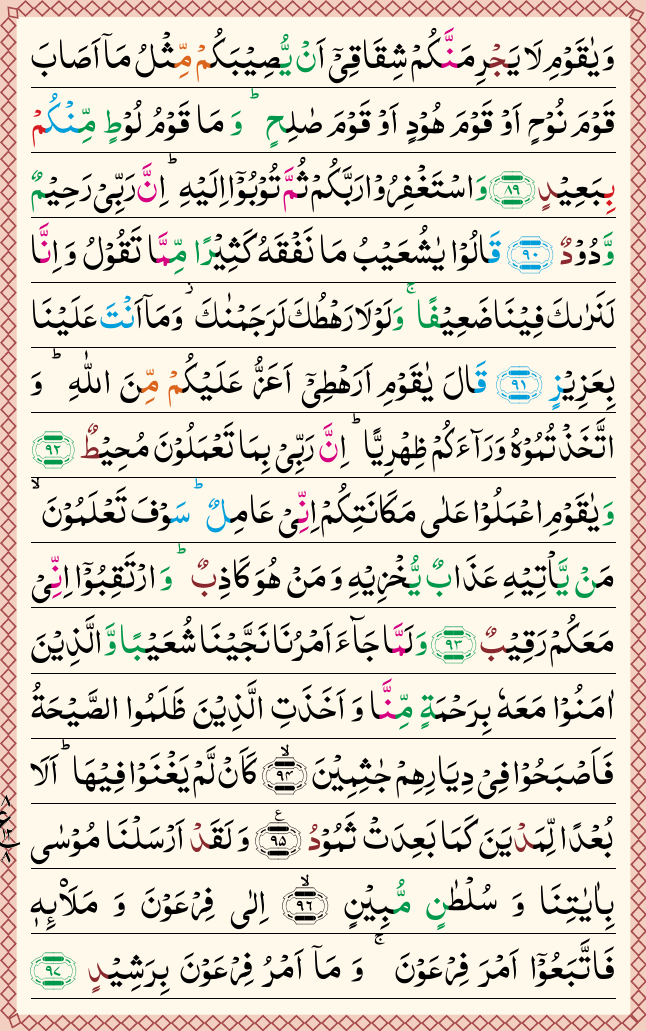 وَيٰقَوۡمِ لَا يَجۡرِمَنَّكُمۡ شِقَاقِىۡۤ اَنۡ يُّصِيۡبَكُمۡ مِّثۡلُ مَاۤ اَصَابَ
قَوۡمَ نُوۡحٍ اَوۡ قَوۡمَ هُوۡدٍ اَوۡ قَوۡمَ صٰلِحٍ‌ ؕ وَ مَا قَوۡمُ لُوۡطٍ مِّنۡكُمۡ
بِبَعِيۡدٍ ﴿۸۹﴾ وَاسۡتَغۡفِرُوۡا رَبَّكُمۡ ثُمَّ تُوۡبُوۡۤا اِلَيۡهِ‌ ؕ اِنَّ رَبِّىۡ رَحِيۡمٌ
وَّدُوۡدٌ ﴿۹۰﴾ قَالُوۡا يٰشُعَيۡبُ مَا نَفۡقَهُ كَثِيۡرًا مِّمَّا تَقُوۡلُ وَ اِنَّا
لَنَرٰٮكَ فِيۡنَا ضَعِيۡفًا‌ ۚ وَلَوۡلَا رَهۡطُكَ لَرَجَمۡنٰكَ‌ۙ وَمَاۤ اَنۡتَ عَلَيۡنَا
بِعَزِيۡزٍ ﴿۹۱﴾ قَالَ يٰقَوۡمِ اَرَهۡطِىۡۤ اَعَزُّ عَلَيۡكُمۡ مِّنَ اللّٰهِ ؕ وَ
اتَّخَذۡتُمُوۡهُ وَرَآءَكُمۡ ظِهۡرِيًّا‌ ؕ اِنَّ رَبِّىۡ بِمَا تَعۡمَلُوۡنَ مُحِيۡطٌ ﴿۹۲﴾
وَيٰقَوۡمِ اعۡمَلُوۡا عَلٰى مَكَانَتِكُمۡ اِنِّىۡ عَامِلٌ‌ ؕ سَوۡفَ تَعۡلَمُوۡنَ ۙ
مَنۡ يَّاۡتِيۡهِ عَذَابٌ يُّخۡزِيۡهِ وَمَنۡ هُوَ كَاذِبٌ‌ ؕ وَ ارۡتَقِبُوۡۤا اِنِّىۡ
مَعَكُمۡ رَقِيۡبٌ ﴿۹۳﴾ وَلَمَّا جَآءَ اَمۡرُنَا نَجَّيۡنَا شُعَيۡبًا وَّالَّذِيۡنَ
اٰمَنُوۡا مَعَهٗ بِرَحۡمَةٍ مِّنَّا وَ اَخَذَتِ الَّذِيۡنَ ظَلَمُوا الصَّيۡحَةُ
فَاَصۡبَحُوۡا فِىۡ دِيَارِهِمۡ جٰثِمِيۡنَۙ ﴿۹۴﴾ كَاَنۡ لَّمۡ يَغۡنَوۡا فِيۡهَا‌ ؕ اَلَا
بُعۡدًا لِّمَدۡيَنَ كَمَا بَعِدَتۡ ثَمُوۡدُ ﴿۹۵﴾ وَلَقَدۡ اَرۡسَلۡنَا مُوۡسٰى
بِاٰيٰتِنَا وَ سُلۡطٰنٍ مُّبِيۡنٍۙ ﴿۹۶﴾ اِلٰى فِرۡعَوۡنَ وَ مَلَا۟ئِهٖ
فَاتَّبَعُوۡۤا اَمۡرَ فِرۡعَوۡنَ‌ ۚ وَ مَاۤ اَمۡرُ فِرۡعَوۡنَ بِرَشِيۡدٍ ﴿۹۷﴾